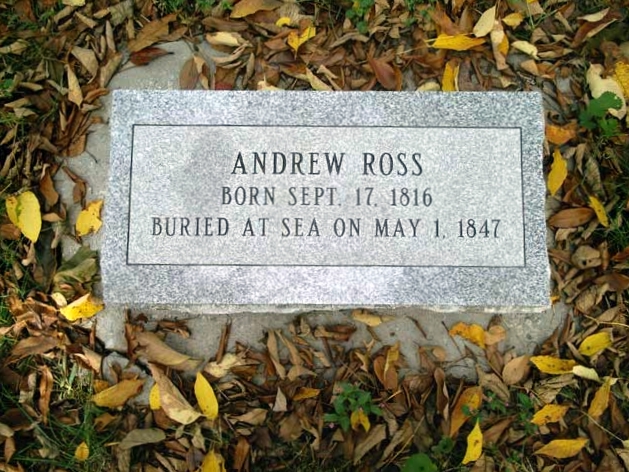 ANDREW ROSS
BORN SEPT. 17, 1816
BURIED AT SEA ON MAY 1, 1847